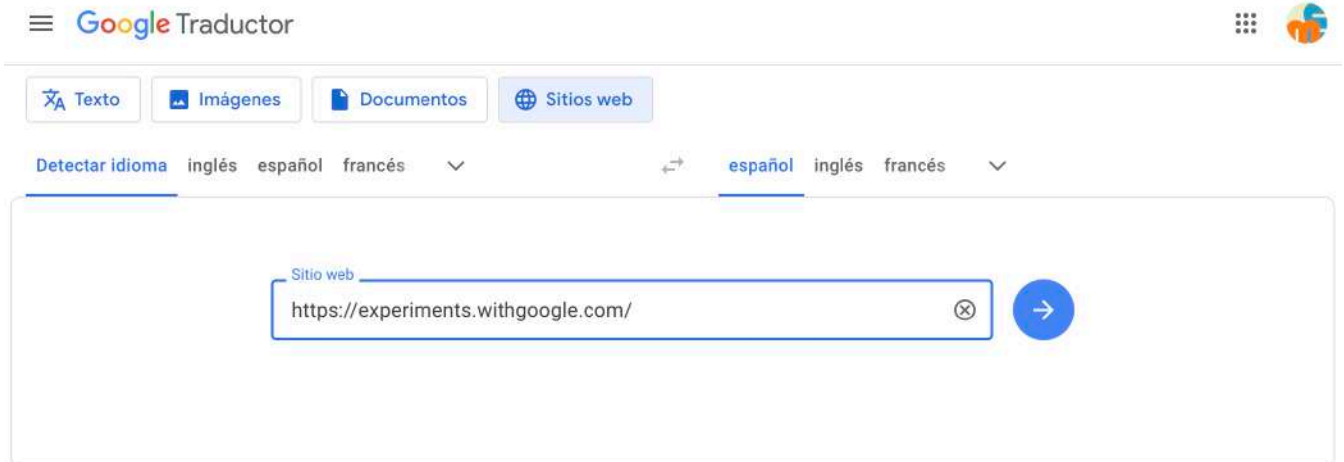 Google Traductor
Texto Imágenes Documentos Sitios web
Detectar idioma inglés español francés español inglés francés
Sitio web
https://experiments.withgoogle.com/